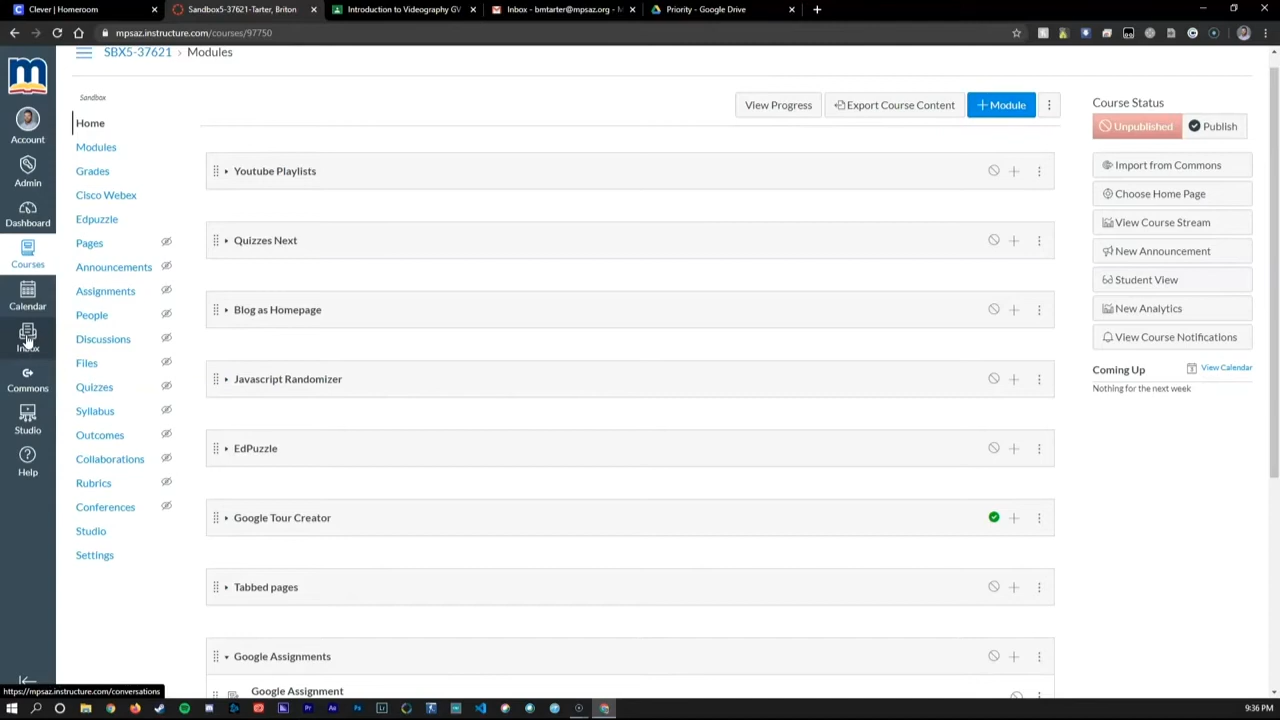 Clever | Homeroom
Sandbox5-37621-Tarter, Briton
Introduction to Videography GV
Inbox - bmtarter@mpsaz.org - M
Priority - Google Drive
mpsaz.instructure.com/courses/97750
SBX5-37621 › Modules
Account
Admin
Dashboard
Courses
Calendar
Inbox
Commons
Studio
Help
Sandbox
Home
Modules
Grades
Cisco Webex
Edpuzzle
Pages
Announcements
Assignments
People
Discussions
Files
Quizzes
Syllabus
Outcomes
Collaborations
Rubrics
Conferences
Studio
Settings
View Progress
Export Course Content
+ Module
Youtube Playlists
Quizzes Next
Blog as Homepage
Javascript Randomizer
EdPuzzle
Google Tour Creator
Tabbed pages
Google Assignments
Google Assignment
Course Status
Unpublished
Publish
Import from Commons
Choose Home Page
View Course Stream
New Announcement
Student View
New Analytics
View Course Notifications
Coming Up
View Calendar
Nothing for the next week
https://mpsaz.instructure.com/conversations
9:36 PM